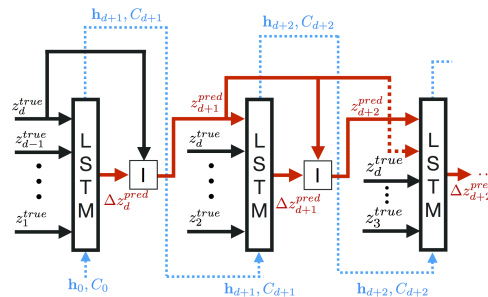 h_{d+1}, C_{d+1}
h_{d+2}, C_{d+2}
z_d^{true}
z_{d-1}^{true}
z_1^{true}
LSTM
Δz_d^{pred}
I
h_0, C_0
z_{d+1}^{pred}
z_d^{true}
z_2^{true}
LSTM
Δz_{d+1}^{pred}
I
h_{d+1}, C_{d+1}
z_{d+2}^{pred}
z_d^{true}
z_3^{true}
LSTM
Δz_{d+2}^{pred}
h_{d+2}, C_{d+2}